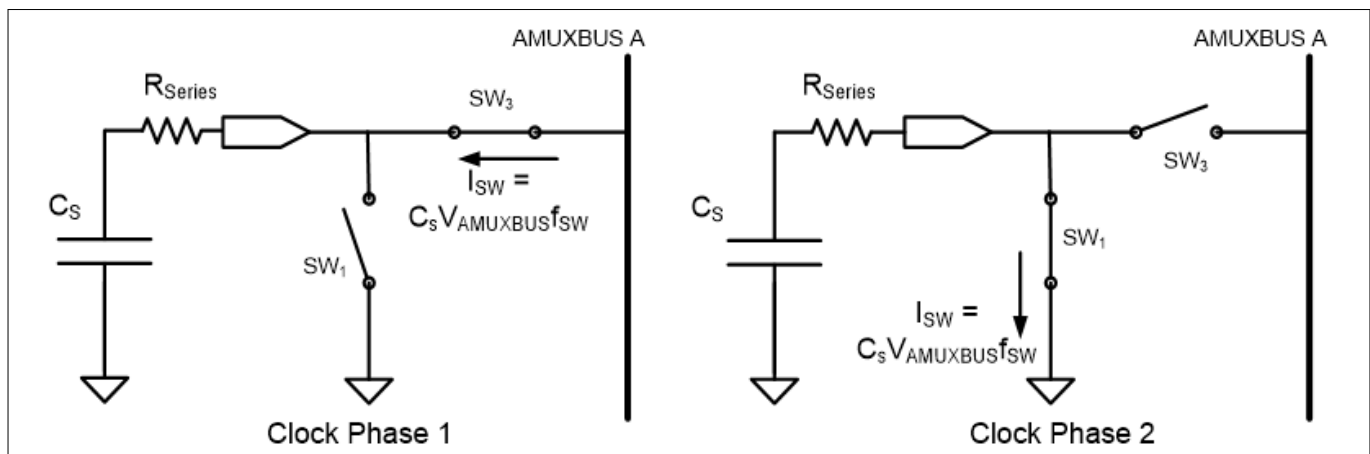 AMUXBUS A
RSeries
SW3
ISW =
CsVAMUXBUSfSW
CS
SW1
Clock Phase 1
AMUXBUS A
RSeries
SW3
CS
SW1
ISW =
CsVAMUXBUSfSW
Clock Phase 2